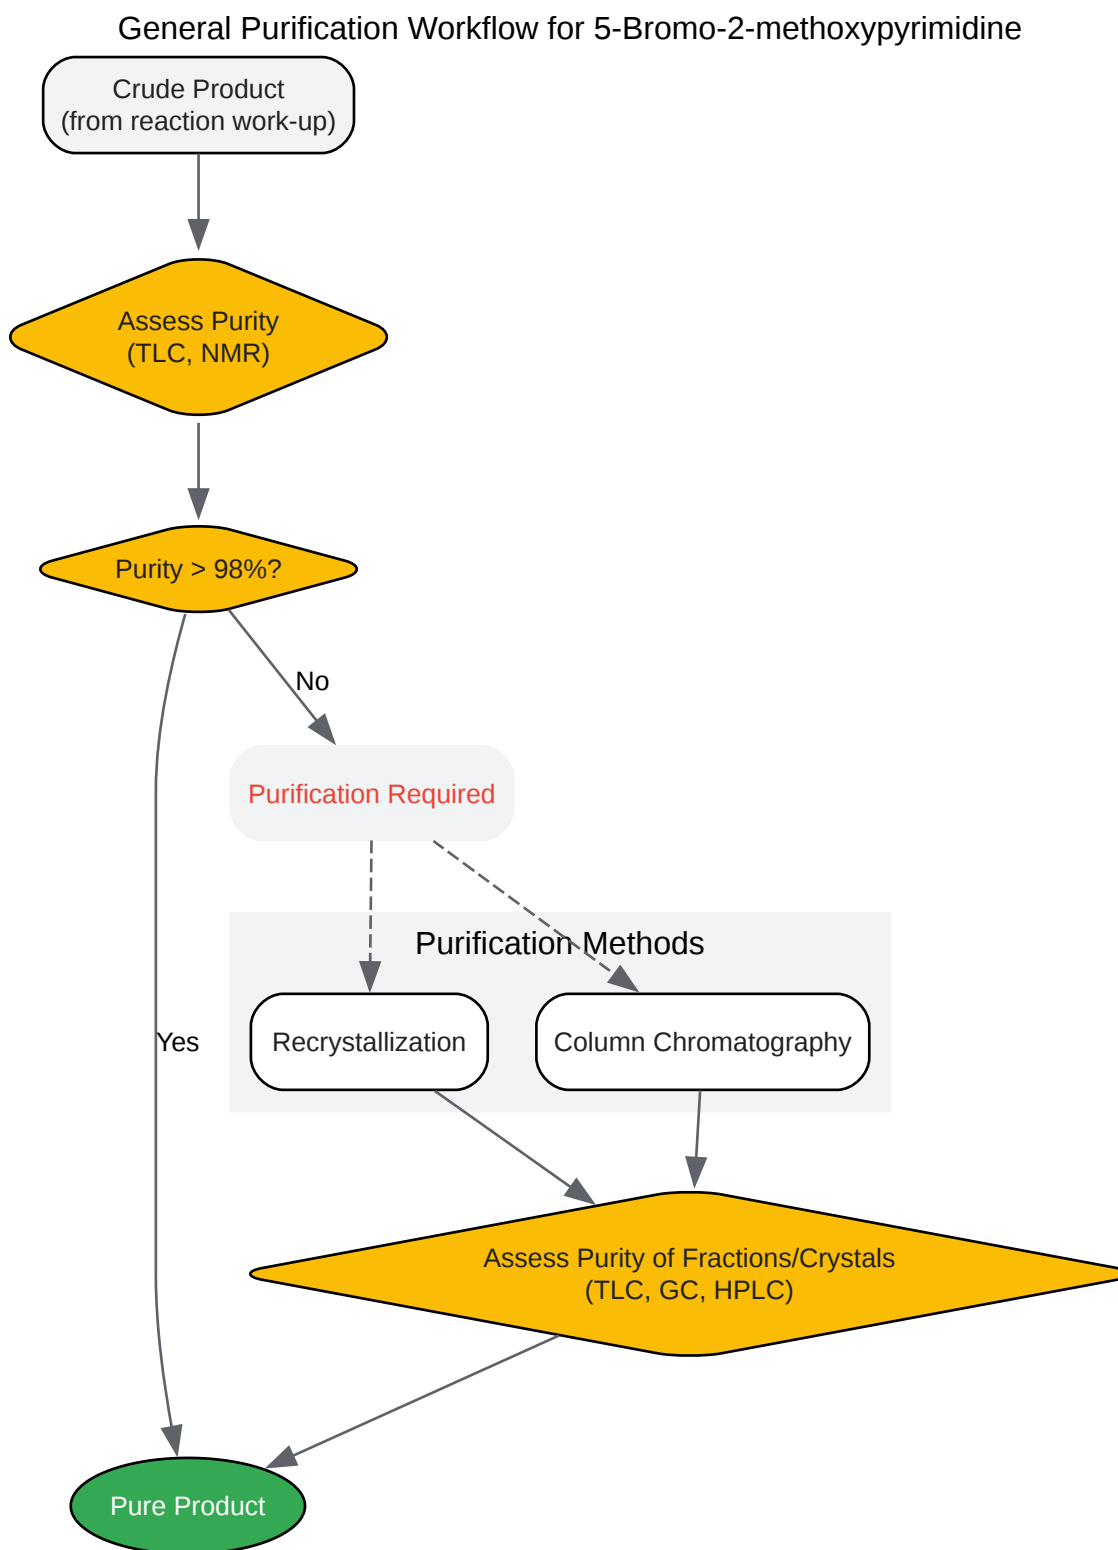 General Purification Workflow for 5-Bromo-2-methoxypyrimidine
Crude Product
(from reaction work-up)
Assess Purity
(TLC, NMR)
Purity > 98%?
No
Purification Required
Purification Methods
Recrystallization
Column Chromatography
Yes
Assess Purity of Fractions/Crystals
(TLC, GC, HPLC)
Pure Product